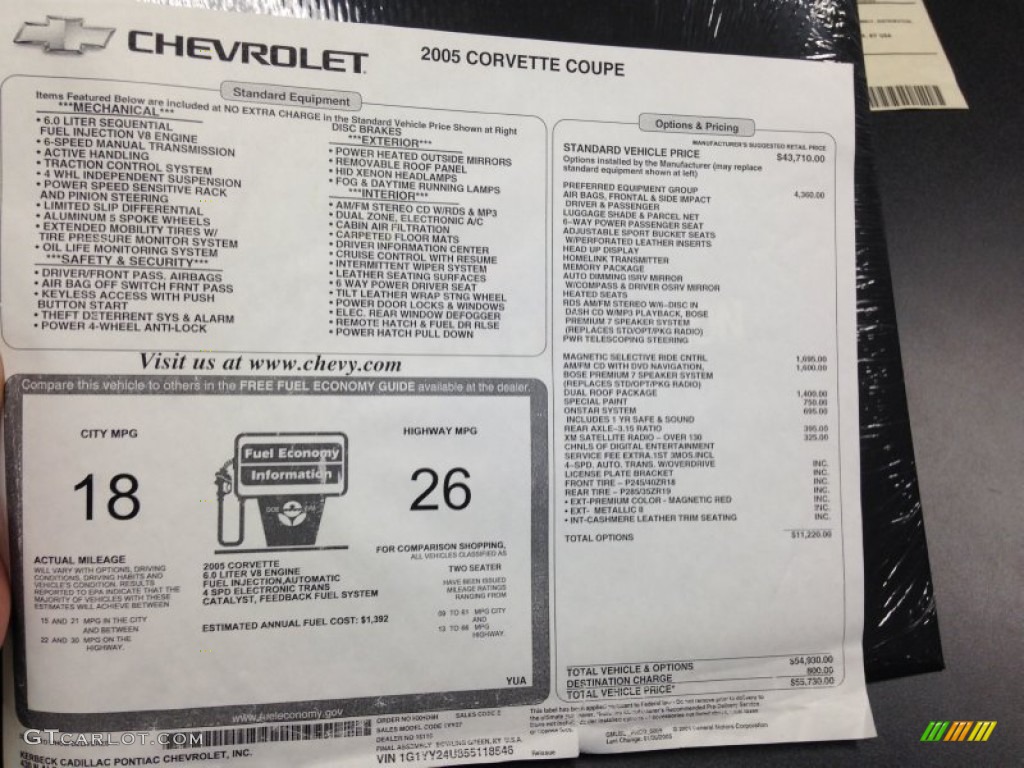 CHEVROLET
2005 CORVETTE COUPE
Standard Equipment
Items Featured Below are included at NO EXTRA CHARGE in the Standard Vehicle Price Shown at Right
***MECHANICAL***
• 6.0 LITER SEQUENTIAL
FUEL INJECTION V8 ENGINE
• 6-SPEED MANUAL TRANSMISSION
• ACTIVE HANDLING
• TRACTION CONTROL SYSTEM
• 4 WHL INDEPENDENT SUSPENSION
• POWER SPEED SENSITIVE RACK
AND PINION STEERING
• LIMITED SLIP DIFFERENTIAL
• ALUMINUM 5 SPOKE WHEELS
• EXTENDED MOBILITY TIRES W/
TIRE PRESSURE MONITOR SYSTEM
• OIL LIFE MONITORING SYSTEM
***SAFETY & SECURITY***
• DRIVER/FRONT PASS. AIRBAGS
• AIR BAG OFF SWITCH FRNT PASS
• KEYLESS ACCESS WITH PUSH
BUTTON START
• THEFT DETERRENT SYS & ALARM
• POWER 4-WHEEL ANTI-LOCK
DISC BRAKES
***EXTERIOR***
• POWER HEATED OUTSIDE MIRRORS
• REMOVABLE ROOF PANEL
• HID XENON HEADLAMPS
• FOG & DAYTIME RUNNING LAMPS
***INTERIOR***
• AM/FM STEREO CD W/RDS & MP3
• DUAL ZONE, ELECTRONIC A/C
• CABIN AIR FILTRATION
• CARPETED FLOOR MATS
• DRIVER INFORMATION CENTER
• CRUISE CONTROL WITH RESUME
• INTERMITTENT WIPER SYSTEM
• LEATHER SEATING SURFACES
• 6 WAY POWER DRIVER SEAT
• TILT LEATHER WRAP STNG WHEEL
• POWER DOOR LOCKS & WINDOWS
• ELEC. REAR WINDOW DEFOGGER
• REMOTE HATCH & FUEL DR RLSE
• POWER HATCH PULL DOWN
Visit us at www.chevy.com
Compare this vehicle to others in the FREE FUEL ECONOMY GUIDE available at the dealer.
CITY MPG
18
Fuel Economy
Information
DOE EPA
HIGHWAY MPG
26
ACTUAL MILEAGE
WILL VARY WITH OPTIONS, DRIVING
CONDITIONS, DRIVING HABITS AND
VEHICLE'S CONDITION. RESULTS
REPORTED TO EPA INDICATE THAT THE
MAJORITY OF VEHICLES WITH THESE
ESTIMATES WILL ACHIEVE BETWEEN
15 AND 21 MPG IN THE CITY
AND BETWEEN
22 AND 30 MPG ON THE
HIGHWAY.
2005 CORVETTE
6.0 LITER V8 ENGINE
FUEL INJECTION,AUTOMATIC
4 SPD ELECTRONIC TRANS
CATALYST, FEEDBACK FUEL SYSTEM
ESTIMATED ANNUAL FUEL COST: $1,392
FOR COMPARISON SHOPPING,
ALL VEHICLES CLASSIFIED AS
TWO SEATER
HAVE BEEN ISSUED
MILEAGE RATINGS
RANGING FROM
09 TO 61 MPG CITY
AND
13 TO 66 MPG
HIGHWAY.
YUA
www.fueleconomy.gov
Options & Pricing
MANUFACTURER'S SUGGESTED RETAIL PRICE
STANDARD VEHICLE PRICE $43,710.00
Options installed by the Manufacturer (may replace
standard equipment shown at left)
PREFERRED EQUIPMENT GROUP 4,360.00
AIR BAGS, FRONTAL & SIDE IMPACT
DRIVER & PASSENGER
LUGGAGE SHADE & PARCEL NET
6-WAY POWER PASSENGER SEAT
ADJUSTABLE SPORT BUCKET SEATS
W/PERFORATED LEATHER INSERTS
HEAD UP DISPLAY
HOMELINK TRANSMITTER
MEMORY PACKAGE
AUTO DIMMING ISRV MIRROR
W/COMPASS & DRIVER OSRV MIRROR
HEATED SEATS
RDS AM/FM STEREO W/6-DISC IN
DASH CD W/MP3 PLAYBACK, BOSE
PREMIUM 7 SPEAKER SYSTEM
(REPLACES STD/OPT/PKG RADIO)
PWR TELESCOPING STEERING
MAGNETIC SELECTIVE RIDE CNTRL 1,695.00
AM/FM CD WITH DVD NAVIGATION, 1,600.00
BOSE PREMIUM 7 SPEAKER SYSTEM
(REPLACES STD/OPT/PKG RADIO)
DUAL ROOF PACKAGE 1,400.00
SPECIAL PAINT 750.00
ONSTAR SYSTEM 695.00
INCLUDES 1 YR SAFE & SOUND
REAR AXLE-3.15 RATIO 395.00
XM SATELLITE RADIO - OVER 130 325.00
CHNLS OF DIGITAL ENTERTAINMENT
SERVICE FEE EXTRA.1ST 3MOS.INCL
4-SPD. AUTO. TRANS. W/OVERDRIVE INC.
LICENSE PLATE BRACKET INC.
FRONT TIRE - P245/40ZR18 INC.
REAR TIRE - P285/35ZR19 INC.
• EXT-PREMIUM COLOR - MAGNETIC RED INC.
• EXT- METALLIC II INC.
• INT-CASHMERE LEATHER TRIM SEATING INC.
TOTAL OPTIONS $11,220.00
TOTAL VEHICLE & OPTIONS $54,930.00
DESTINATION CHARGE 800.00
TOTAL VEHICLE PRICE* $55,730.00
KERBECK CADILLAC PONTIAC CHEVROLET, INC.
SALES MODEL CODE
DEALER NO
FINAL ASSEMBLY: BOWLING GREEN, KY U.S.A.
VIN 1G1YY24U555118546
General Motors Corporation
GTCarLot.com